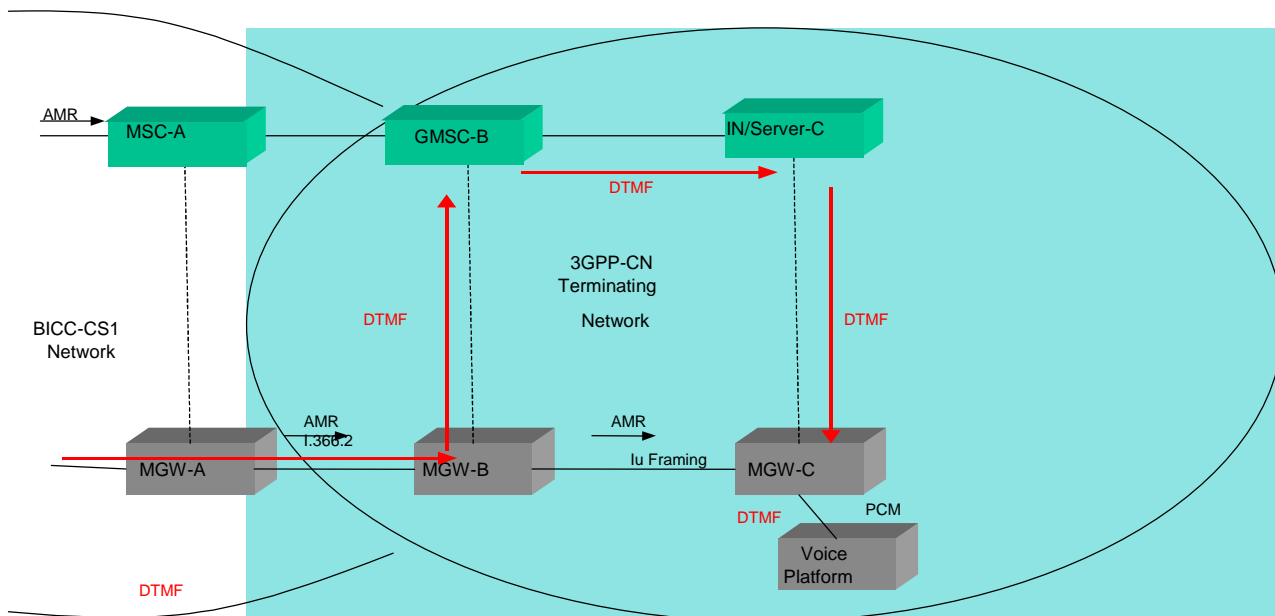 AMR
MSC-A
GMSC-B
IN/Server-C
DTMF
3GPP-CN
Terminating
Network
DTMF
DTMF
BICC-CS1
Network
AMR
I.366.2
AMR
MGW-A
MGW-B
Iu Framing
MGW-C
DTMF
PCM
Voice
Platform
DTMF